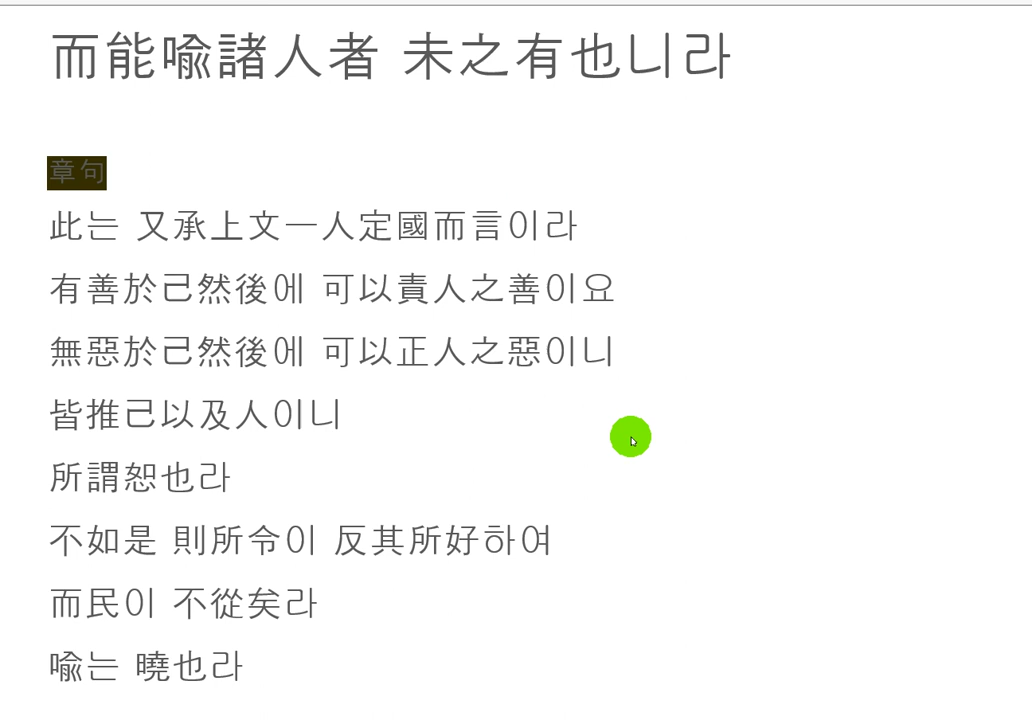 而能喩諸人者 未之有也니라
章句
此는 又承上文一人定國而言이라
有善於己然後에 可以責人之善이요
無惡於己然後에 可以正人之惡이니
皆推己以及人이니
所謂恕也라
不如是 則所令이 反其所好하여
而民이 不從矣라
喩는 曉也라